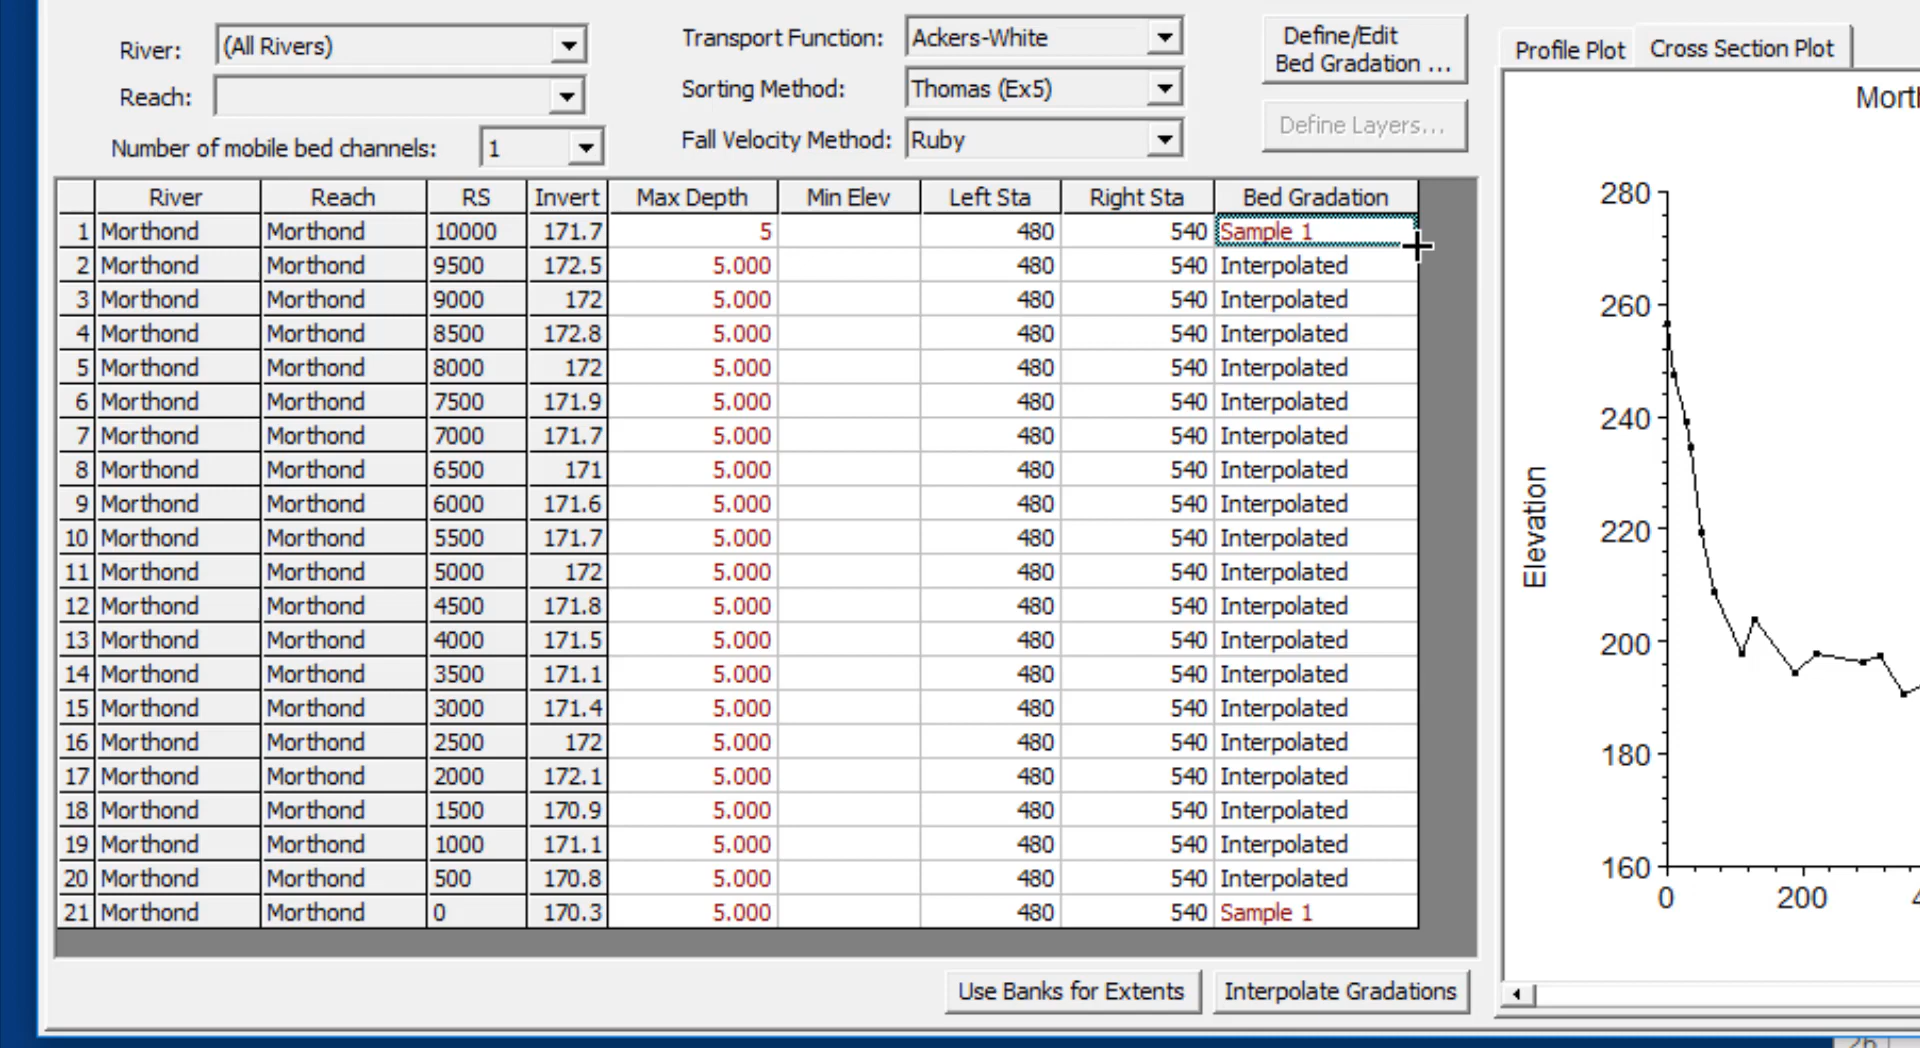 River: (All Rivers)
Reach:
Number of mobile bed channels: 1
Transport Function: Ackers-White
Sorting Method: Thomas (Ex5)
Fall Velocity Method: Ruby
Define/Edit
Bed Gradation ...
Define Layers...
River Reach RS Invert Max Depth Min Elev Left Sta Right Sta Bed Gradation
1 Morthond Morthond 10000 171.7 5 480 540 Sample 1
2 Morthond Morthond 9500 172.5 5.000 480 540 Interpolated
3 Morthond Morthond 9000 172 5.000 480 540 Interpolated
4 Morthond Morthond 8500 172.8 5.000 480 540 Interpolated
5 Morthond Morthond 8000 172 5.000 480 540 Interpolated
6 Morthond Morthond 7500 171.9 5.000 480 540 Interpolated
7 Morthond Morthond 7000 171.7 5.000 480 540 Interpolated
8 Morthond Morthond 6500 171 5.000 480 540 Interpolated
9 Morthond Morthond 6000 171.6 5.000 480 540 Interpolated
10 Morthond Morthond 5500 171.7 5.000 480 540 Interpolated
11 Morthond Morthond 5000 172 5.000 480 540 Interpolated
12 Morthond Morthond 4500 171.8 5.000 480 540 Interpolated
13 Morthond Morthond 4000 171.5 5.000 480 540 Interpolated
14 Morthond Morthond 3500 171.1 5.000 480 540 Interpolated
15 Morthond Morthond 3000 171.4 5.000 480 540 Interpolated
16 Morthond Morthond 2500 172 5.000 480 540 Interpolated
17 Morthond Morthond 2000 172.1 5.000 480 540 Interpolated
18 Morthond Morthond 1500 170.9 5.000 480 540 Interpolated
19 Morthond Morthond 1000 171.1 5.000 480 540 Interpolated
20 Morthond Morthond 500 170.8 5.000 480 540 Interpolated
21 Morthond Morthond 0 170.3 5.000 480 540 Sample 1
Use Banks for Extents Interpolate Gradations
Profile Plot Cross Section Plot
280
260
240
220
200
180
160
Elevation
0 200